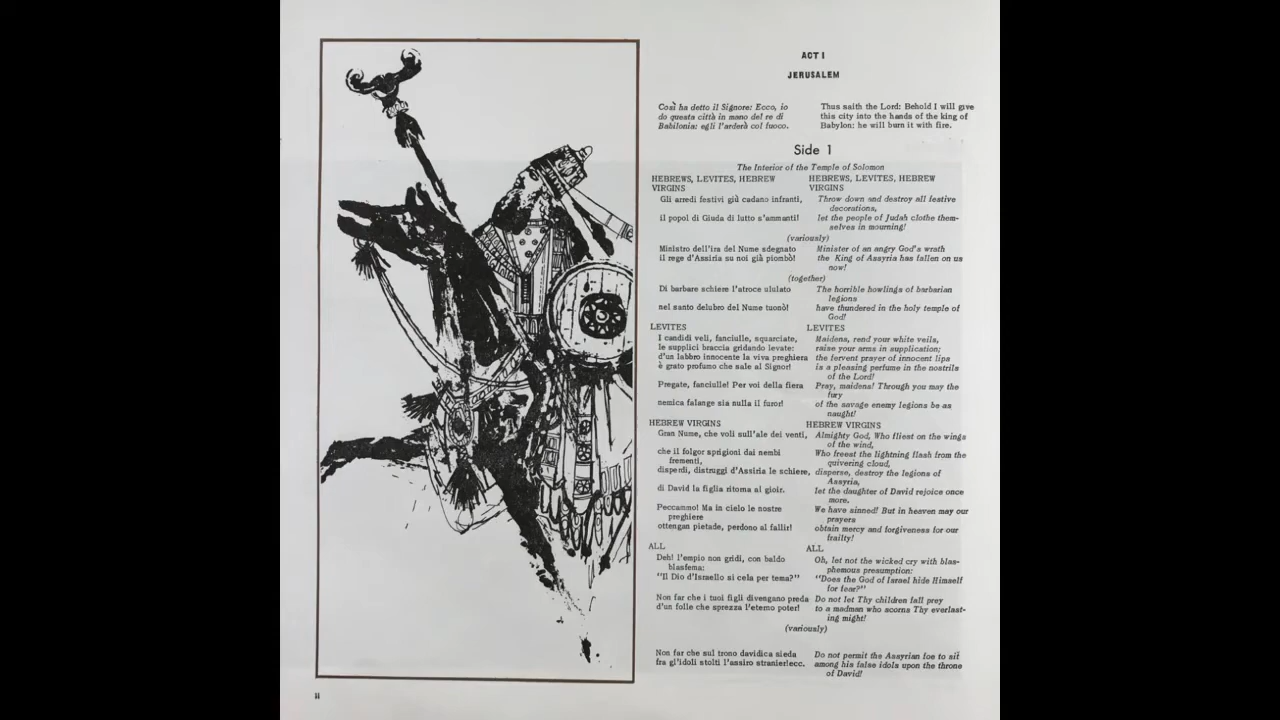 ACT I
JERUSALEM
Così ha detto il Signore: Ecco, io
do questa città in mano del re di
Babilonia: egli l'arderà col fuoco.
Thus saith the Lord: Behold I will give
this city into the hands of the king of
Babylon: he will burn it with fire.
Side 1
The Interior of the Temple of Solomon
HEBREWS, LEVITES, HEBREW
VIRGINS
Gli arredi festivi giù cadano infranti,
il popol di Giuda di lutto s'ammanti!
HEBREWS, LEVITES, HEBREW
VIRGINS
Throw down and destroy all festive
decorations,
let the people of Judah clothe them-
selves in mourning!
(variously)
Ministro dell'ira del Nume sdegnato
il rege d'Assiria su noi già piombò!
Minister of an angry God's wrath
the King of Assyria has fallen on us
now!
(together)
Di barbare schiere l'atroce ululato
nel santo delubro del Nume tuonò!
The horrible howlings of barbarian
legions
have thundered in the holy temple of
God!
LEVITES
I candidi veli, fanciulle, squarciate,
le supplici braccia gridando levate:
d'un labbro innocente la viva preghiera
è grato profumo che sale al Signor!
Pregate, fanciulle! Per voi della fiera
nemica falange sia nulla il furor!
LEVITES
Maidens, rend your white veils,
raise your arms in supplication;
the fervent prayer of innocent lips
is a pleasing perfume in the nostrils
of the Lord!
Pray, maidens! Through you may the
fury
of the savage enemy legions be as
naught!
HEBREW VIRGINS
Gran Nume, che voli sull'ale dei venti,
che il folgor sprigioni dai nembi
frementi,
disperdi, distruggi d'Assiria le schiere,
di David la figlia ritorna al gioir.
Peccammo! Ma in cielo le nostre
preghiere
ottengan pietade, perdono al fallir!
HEBREW VIRGINS
Almighty God, Who fliest on the wings
of the wind,
Who freest the lightning flash from the
quivering cloud,
disperse, destroy the legions of
Assyria,
let the daughter of David rejoice once
more.
We have sinned! But in heaven may our
prayers
obtain mercy and forgiveness for our
frailty!
ALL
Deh! l'empio non gridi, con baldo
blasfema:
"Il Dio d'Israello si cela per tema?"
Non far che i tuoi figli divengano preda
d'un folle che sprezza l'eterno poter!
ALL
Oh, let not the wicked cry with blas-
phemous presumption:
"Does the God of Israel hide Himself
for fear?"
Do not let Thy children fall prey
to a madman who scorns Thy everlast-
ing might!
(variously)
Non far che sul trono davidico sieda
fra gl'idoli stolti l'assiro stranier!ecc.
Do not permit the Assyrian foe to sit
among his false idols upon the throne
of David!